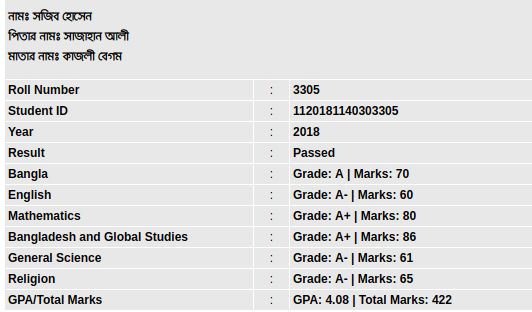 নামঃ সজিব হোসেন
পিতার নামঃ সাজাহান আলী
মাতার নামঃ কাজলী বেগম
Roll Number : 3305
Student ID : 1120181140303305
Year : 2018
Result : Passed
Bangla : Grade: A | Marks: 70
English : Grade: A- | Marks: 60
Mathematics : Grade: A+ | Marks: 80
Bangladesh and Global Studies : Grade: A+ | Marks: 86
General Science : Grade: A- | Marks: 61
Religion : Grade: A- | Marks: 65
GPA/Total Marks : GPA: 4.08 | Total Marks: 422